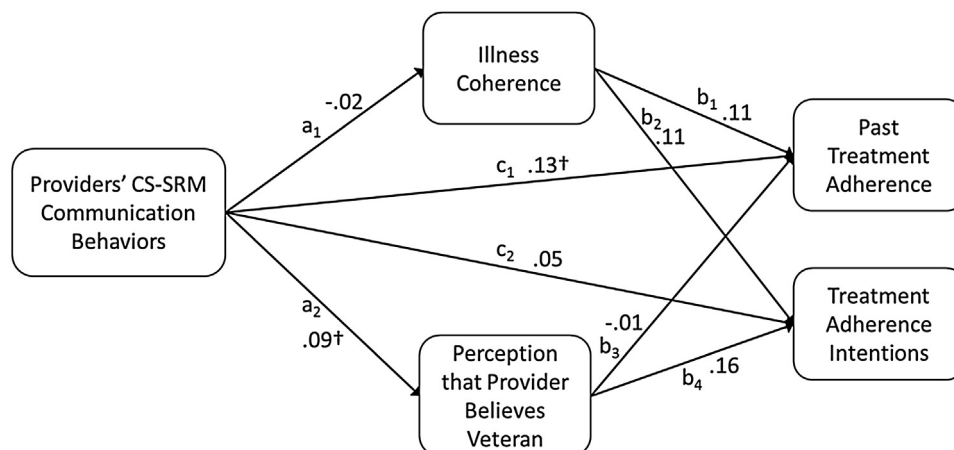 Illness
Coherence
-.02
a₁
b₁ .11
b₂
.11
Past
Treatment
Adherence
Providers' CS-SRM
Communication
Behaviors
c₁ .13†
c₂ .05
a₂
.09†
Treatment
Adherence
Intentions
-.01
b₃
b₄ .16
Perception
that Provider
Believes
Veteran